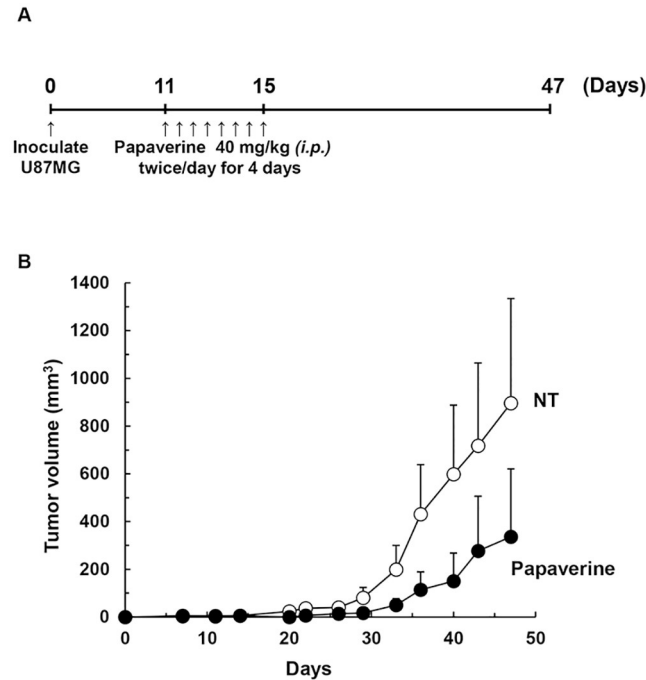 A
0 11 15 47 (Days)
↑ ↑ ↑ ↑ ↑ ↑ ↑ ↑ ↑
Inoculate Papaverine 40 mg/kg (i.p.)
U87MG twice/day for 4 days
B
1400
1200
1000
800
600
400
200
0
Tumor volume (mm³)
NT
Papaverine
0 10 20 30 40 50
Days